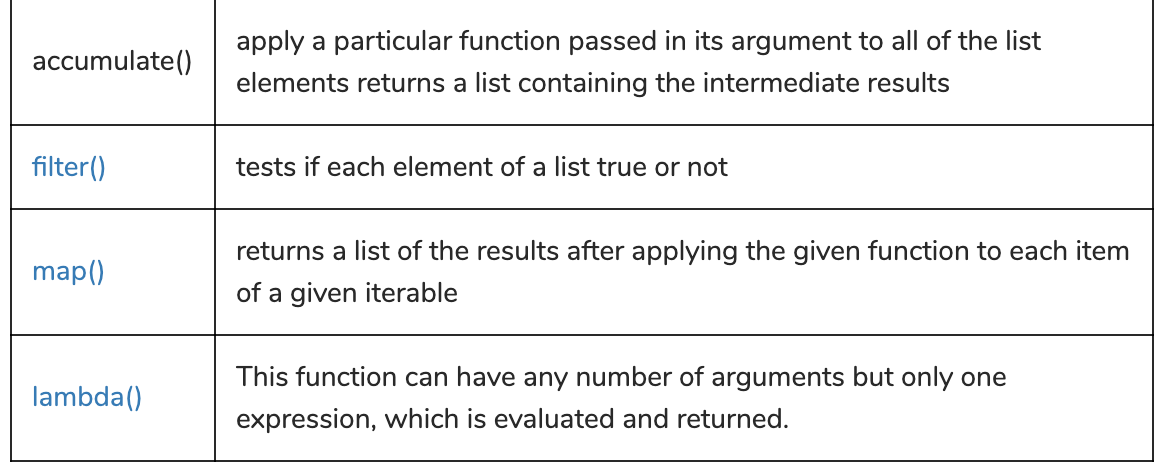 accumulate()
apply a particular function passed in its argument to all of the list
elements returns a list containing the intermediate results
filter()
tests if each element of a list true or not
map()
returns a list of the results after applying the given function to each item
of a given iterable
lambda()
This function can have any number of arguments but only one
expression, which is evaluated and returned.